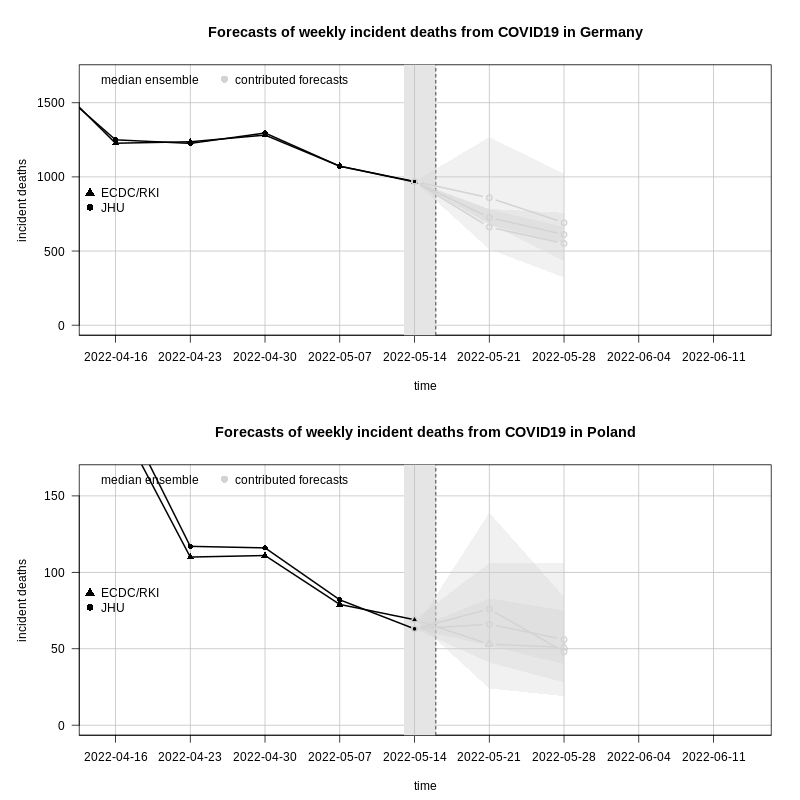 Forecasts of weekly incident deaths from COVID19 in Germany
median ensemble contributed forecasts
1500
1000
500
0
incident deaths
ECDC/RKI
JHU
2022-04-16 2022-04-23 2022-04-30 2022-05-07 2022-05-14 2022-05-21 2022-05-28 2022-06-04 2022-06-11
time
Forecasts of weekly incident deaths from COVID19 in Poland
median ensemble contributed forecasts
150
100
50
0
incident deaths
ECDC/RKI
JHU
2022-04-16 2022-04-23 2022-04-30 2022-05-07 2022-05-14 2022-05-21 2022-05-28 2022-06-04 2022-06-11
time